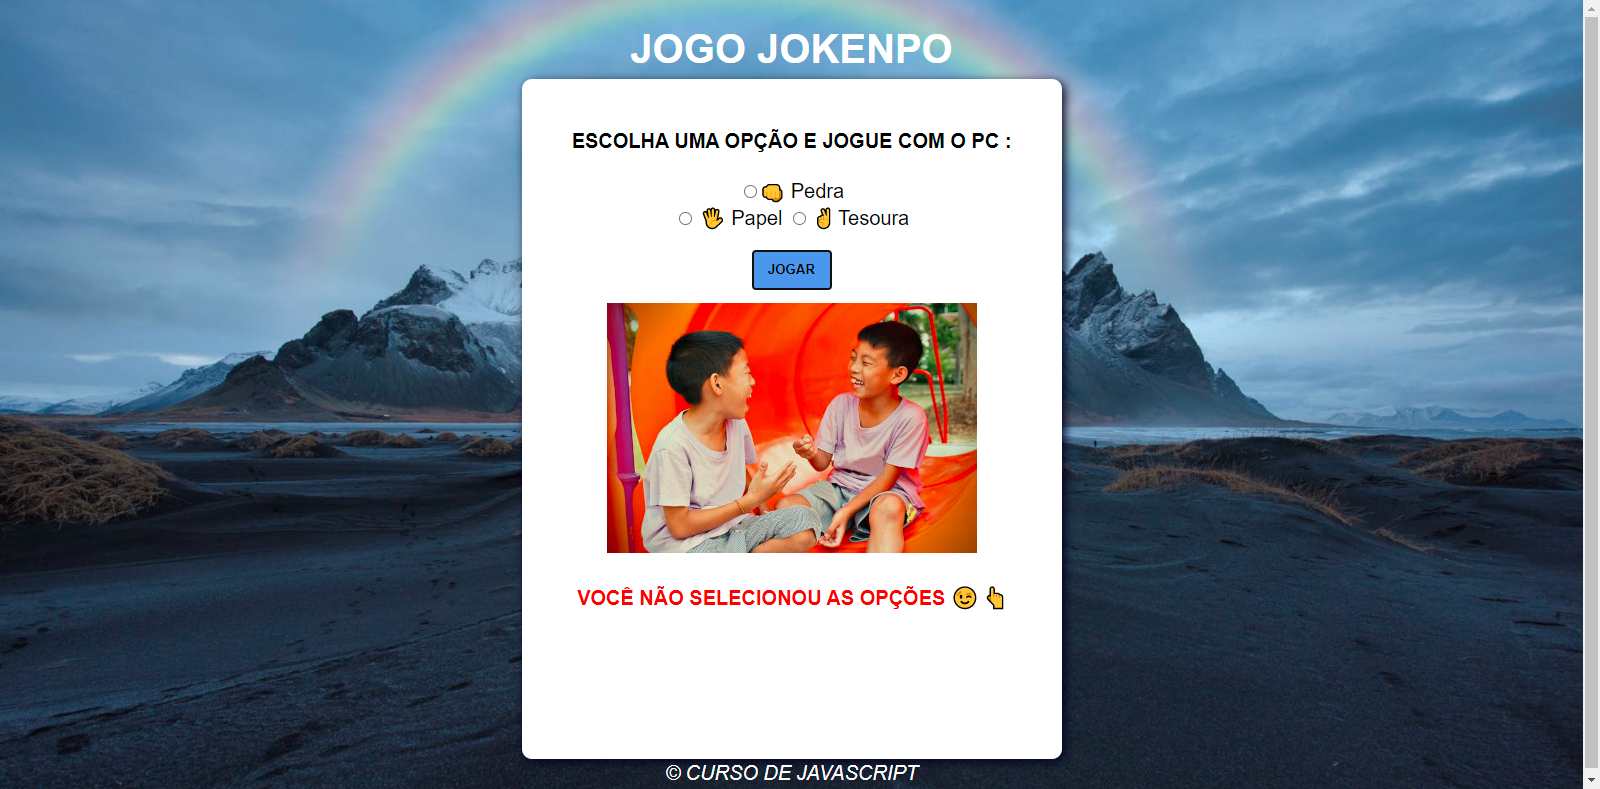 JOGO JOKENPO
ESCOLHA UMA OPÇÃO E JOGUE COM O PC :
👊 Pedra
🖐 Papel ✌ Tesoura
JOGAR
VOCÊ NÃO SELECIONOU AS OPÇÕES 😉 👆
© CURSO DE JAVASCRIPT